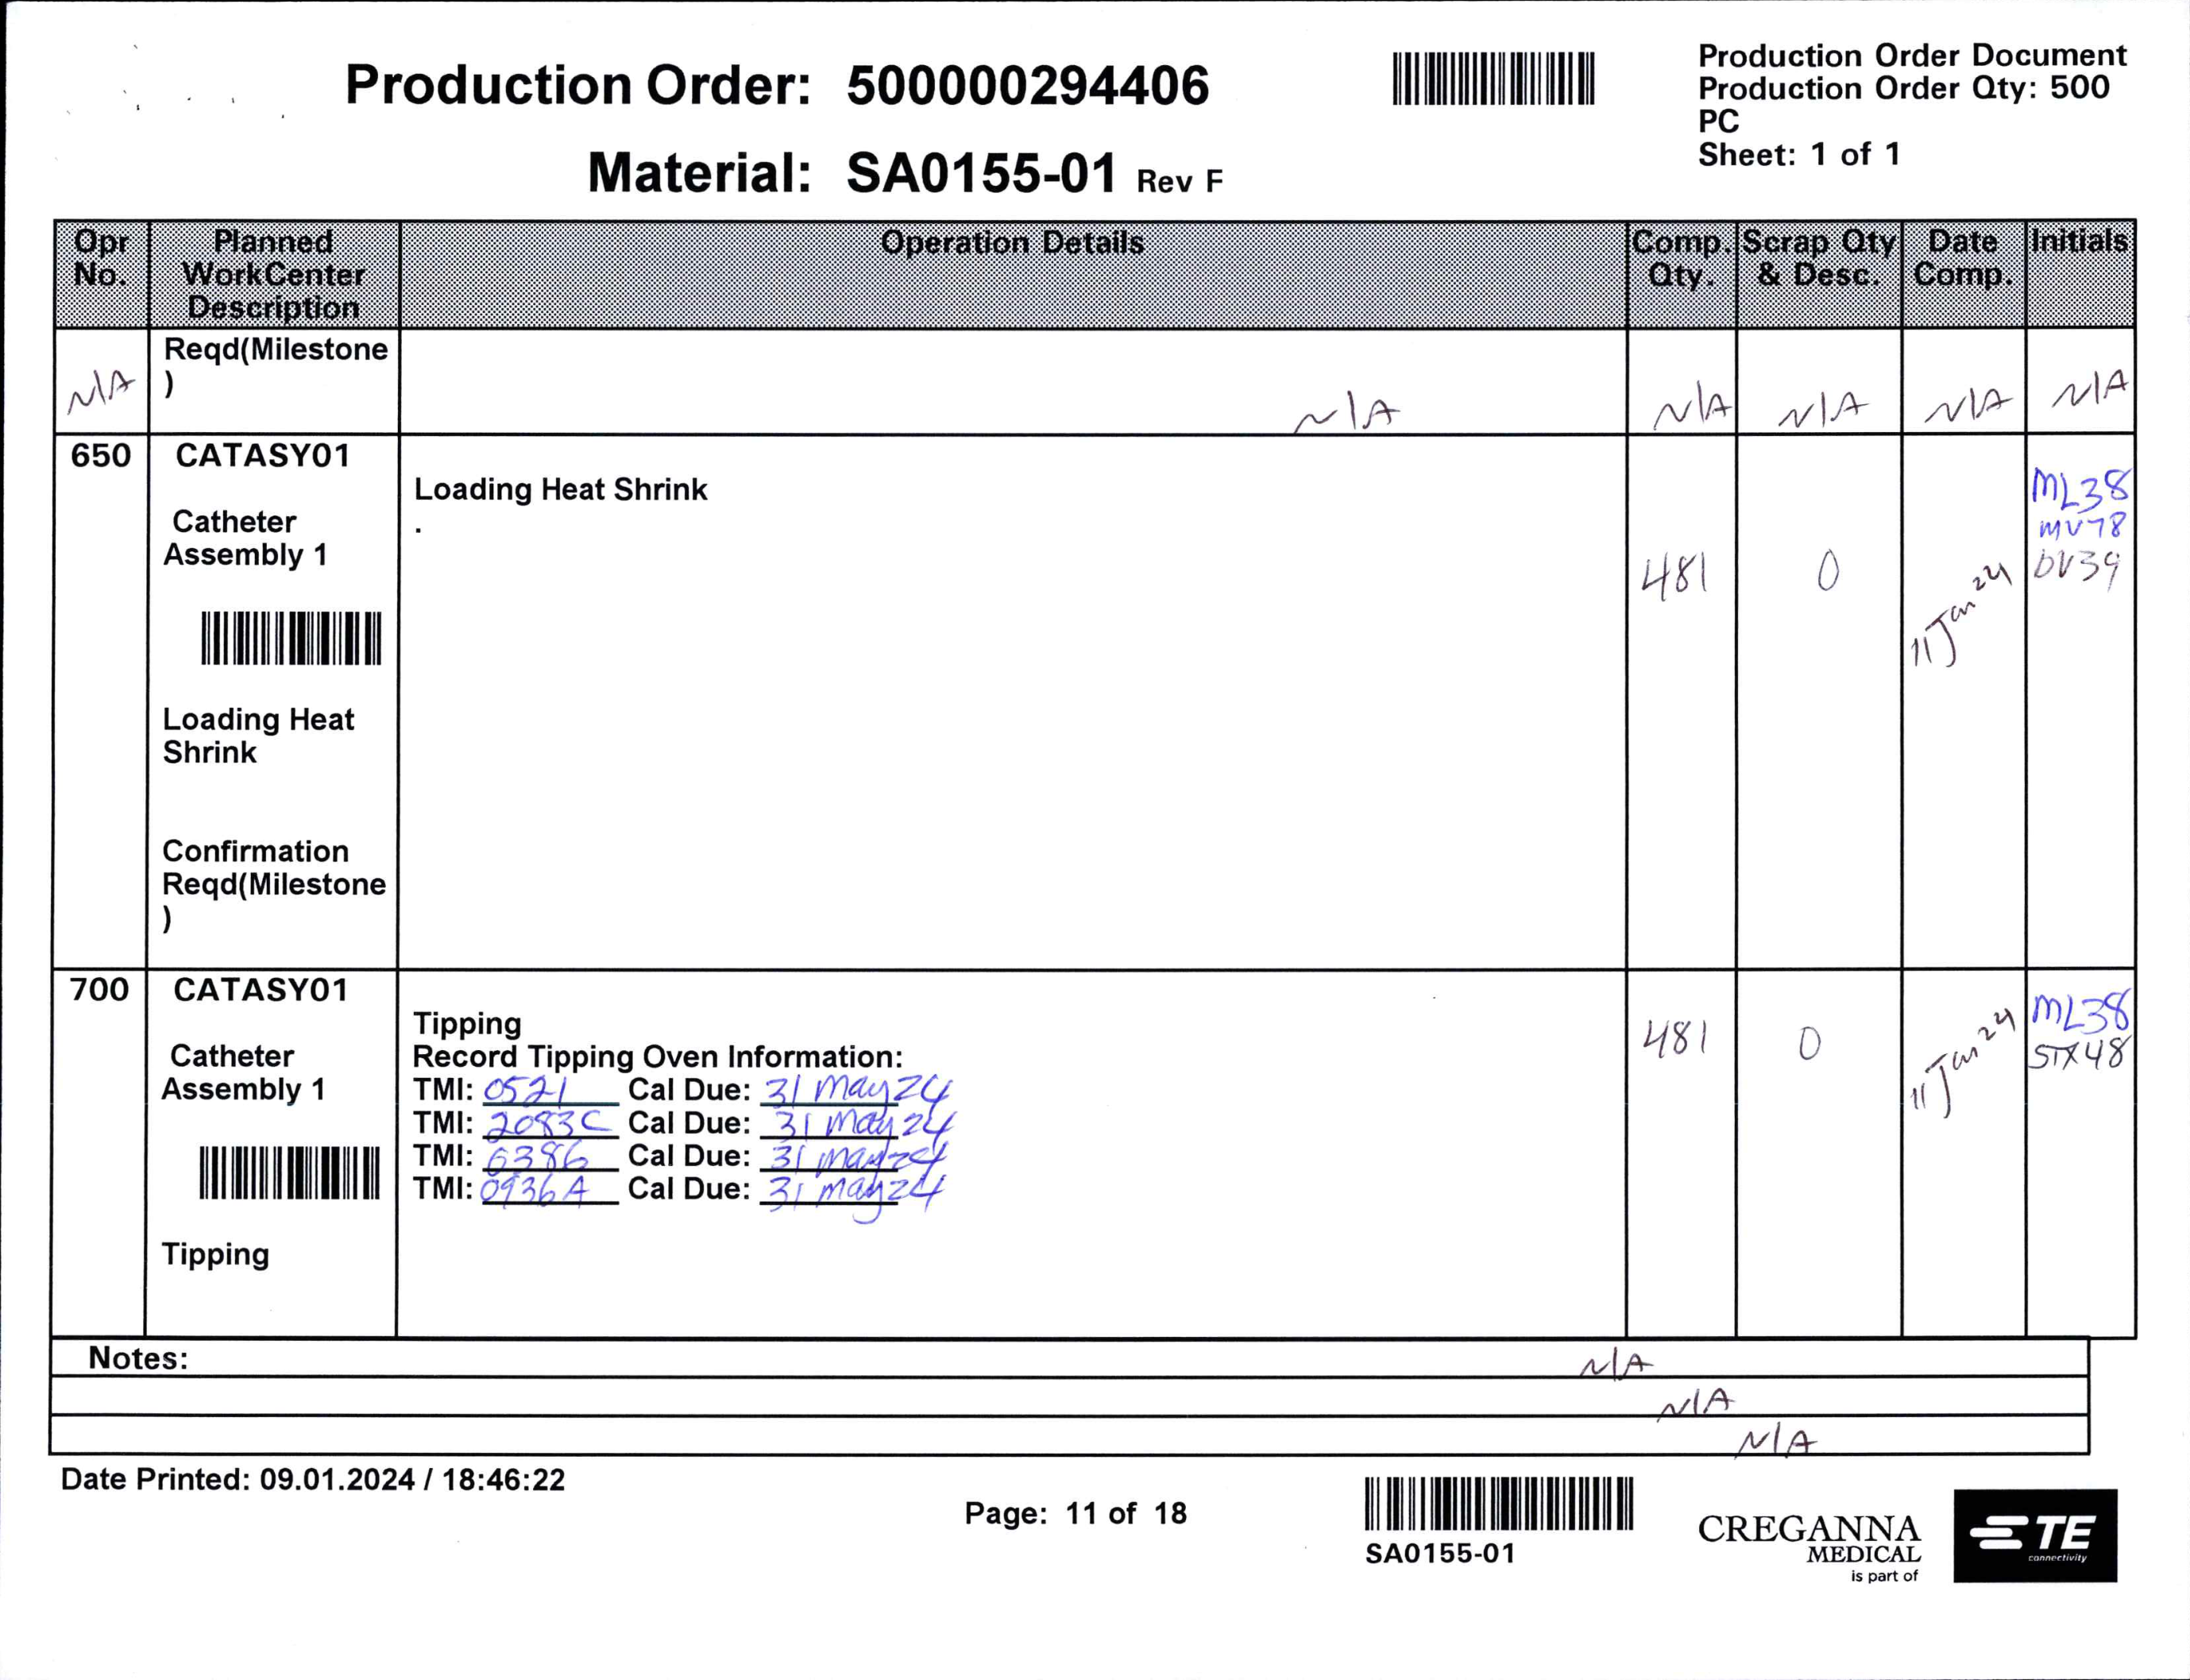 Production Order: 500000294406
Material: SA0155-01 Rev F
Production Order Document
Production Order Qty: 500
PC
Sheet: 1 of 1
Opr No. Planned WorkCenter Description Operation Details Comp. Qty. Scrap Qty & Desc. Date Comp. Initials
N/A Reqd(Milestone
) N/A N/A N/A N/A N/A
650 CATASY01
Catheter
Assembly 1
Loading Heat
Shrink
Confirmation
Reqd(Milestone
)
Loading Heat Shrink
.
481 0 11 Jan 24
ML38
MV78
DV39
700 CATASY01
Catheter
Assembly 1
Tipping
Tipping
Record Tipping Oven Information:
TMI: 0521 Cal Due: 31 May 24
TMI: 2083C Cal Due: 31 May 24
TMI: 6386 Cal Due: 31 May 24
TMI: 0936A Cal Due: 31 May 24
481 0 11 Jan 24
ML38
STX48
Notes: N/A
N/A
N/A
Date Printed: 09.01.2024 / 18:46:22
Page: 11 of 18
SA0155-01
CREGANNA
MEDICAL
is part of
TE
connectivity